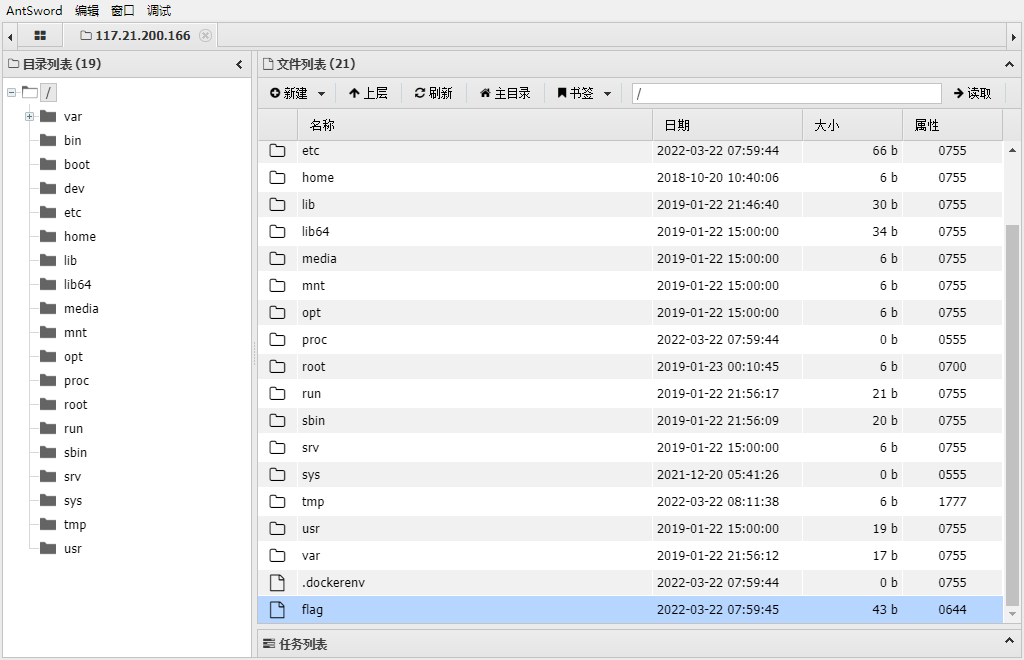 AntSword 编辑 窗口 调试
117.21.200.166
目录列表 (19)
/
var
bin
boot
dev
etc
home
lib
lib64
media
mnt
opt
proc
root
run
sbin
srv
sys
tmp
usr
文件列表 (21)
新建 上层 刷新 主目录 书签 / 读取
名称 日期 大小 属性
etc 2022-03-22 07:59:44 66 b 0755
home 2018-10-20 10:40:06 6 b 0755
lib 2019-01-22 21:46:40 30 b 0755
lib64 2019-01-22 15:00:00 34 b 0755
media 2019-01-22 15:00:00 6 b 0755
mnt 2019-01-22 15:00:00 6 b 0755
opt 2019-01-22 15:00:00 6 b 0755
proc 2022-03-22 07:59:44 0 b 0555
root 2019-01-23 00:10:45 6 b 0700
run 2019-01-22 21:56:17 21 b 0755
sbin 2019-01-22 21:56:09 20 b 0755
srv 2019-01-22 15:00:00 6 b 0755
sys 2021-12-20 05:41:26 0 b 0555
tmp 2022-03-22 08:11:38 6 b 1777
usr 2019-01-22 15:00:00 19 b 0755
var 2019-01-22 21:56:12 17 b 0755
.dockerenv 2022-03-22 07:59:44 0 b 0755
flag 2022-03-22 07:59:45 43 b 0644
任务列表